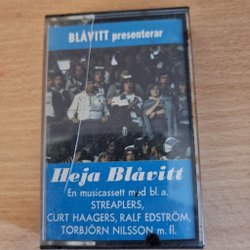 BLÅVITT presenterar
Heja Blåvitt
En musicassett med bl.a.
STREAPLERS,
CURT HAAGERS, RALF EDSTRÖM,
TORBJÖRN NILSSON m. fl.